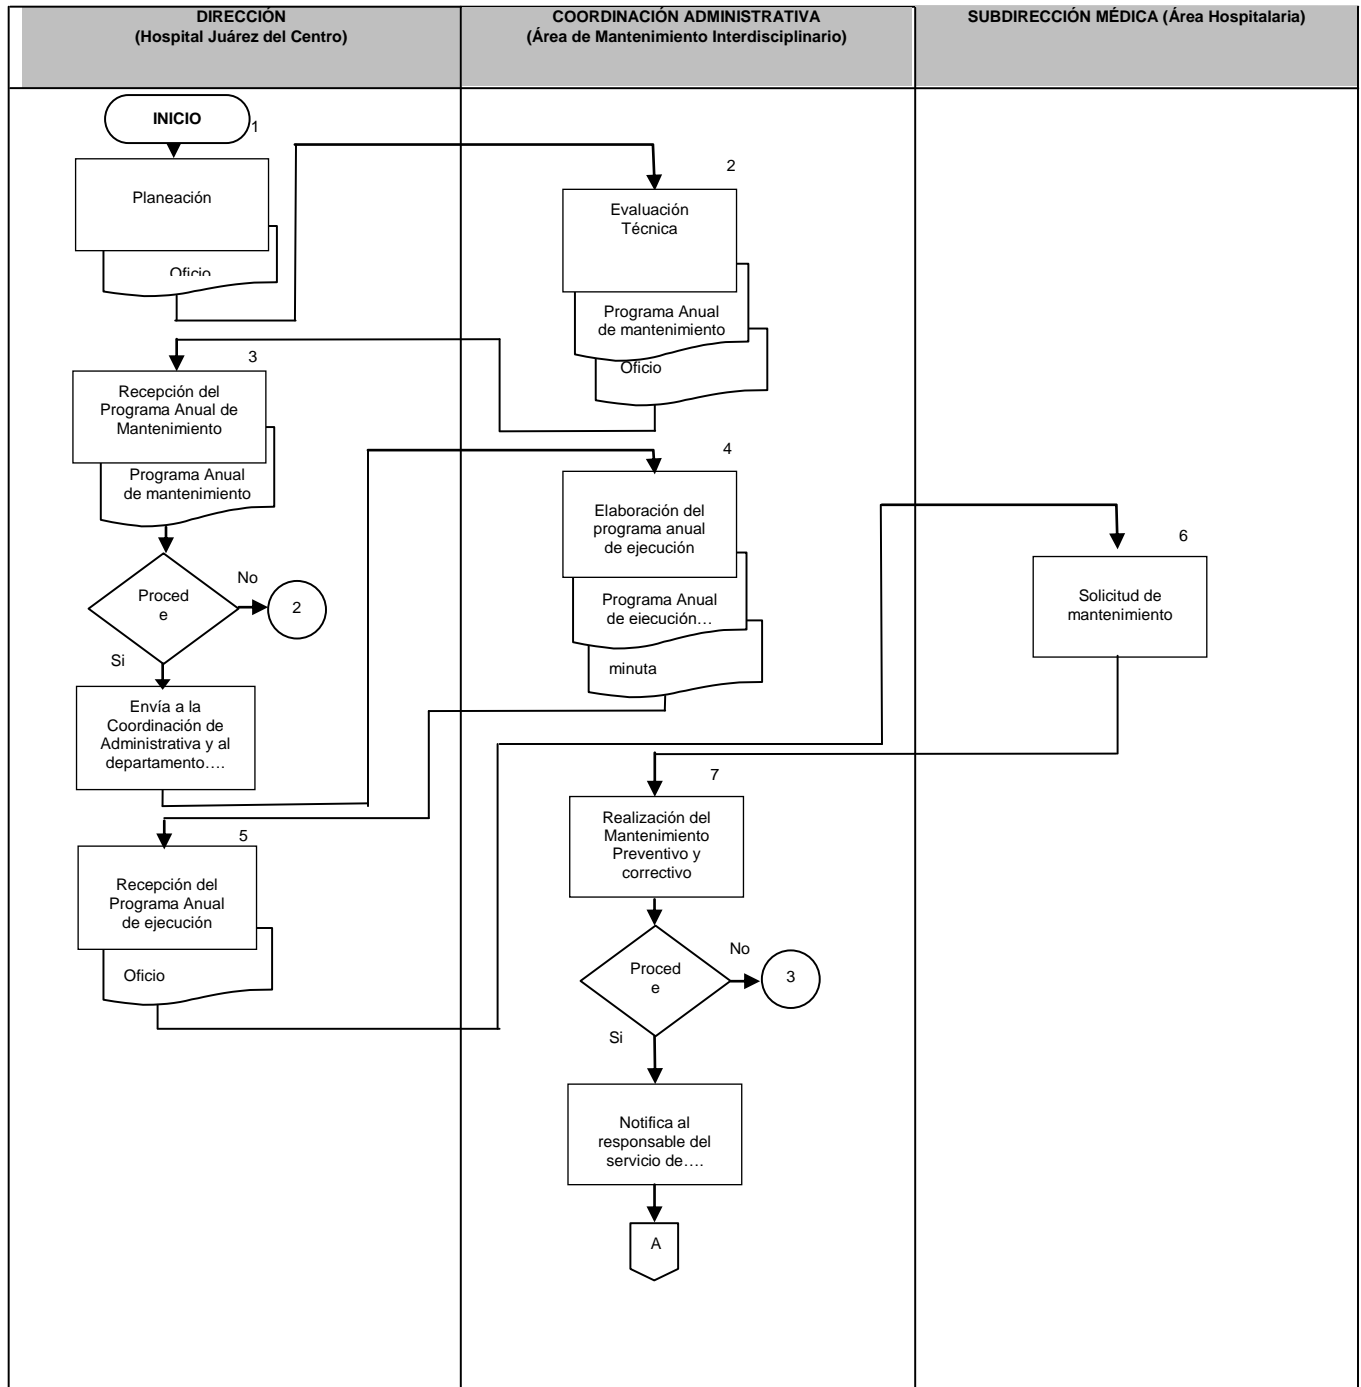 DIRECCIÓN
(Hospital Juárez del Centro)
COORDINACIÓN ADMINISTRATIVA
(Área de Mantenimiento Interdisciplinario)
SUBDIRECCIÓN MÉDICA (Área Hospitalaria)
INICIO
1
Planeación
Oficio
2
Evaluación
Técnica
Programa Anual
de mantenimiento
Oficio
3
Recepción del
Programa Anual de
Mantenimiento
Programa Anual
de mantenimiento
Proced
e
No
2
Si
Envía a la
Coordinación de
Administrativa y al
departamento….
4
Elaboración del
programa anual
de ejecución
Programa Anual
de ejecución…
minuta
5
Recepción del
Programa Anual
de ejecución
Oficio
6
Solicitud de
mantenimiento
7
Realización del
Mantenimiento
Preventivo y
correctivo
Proced
e
No
3
Si
Notifica al
responsable del
servicio de….
A